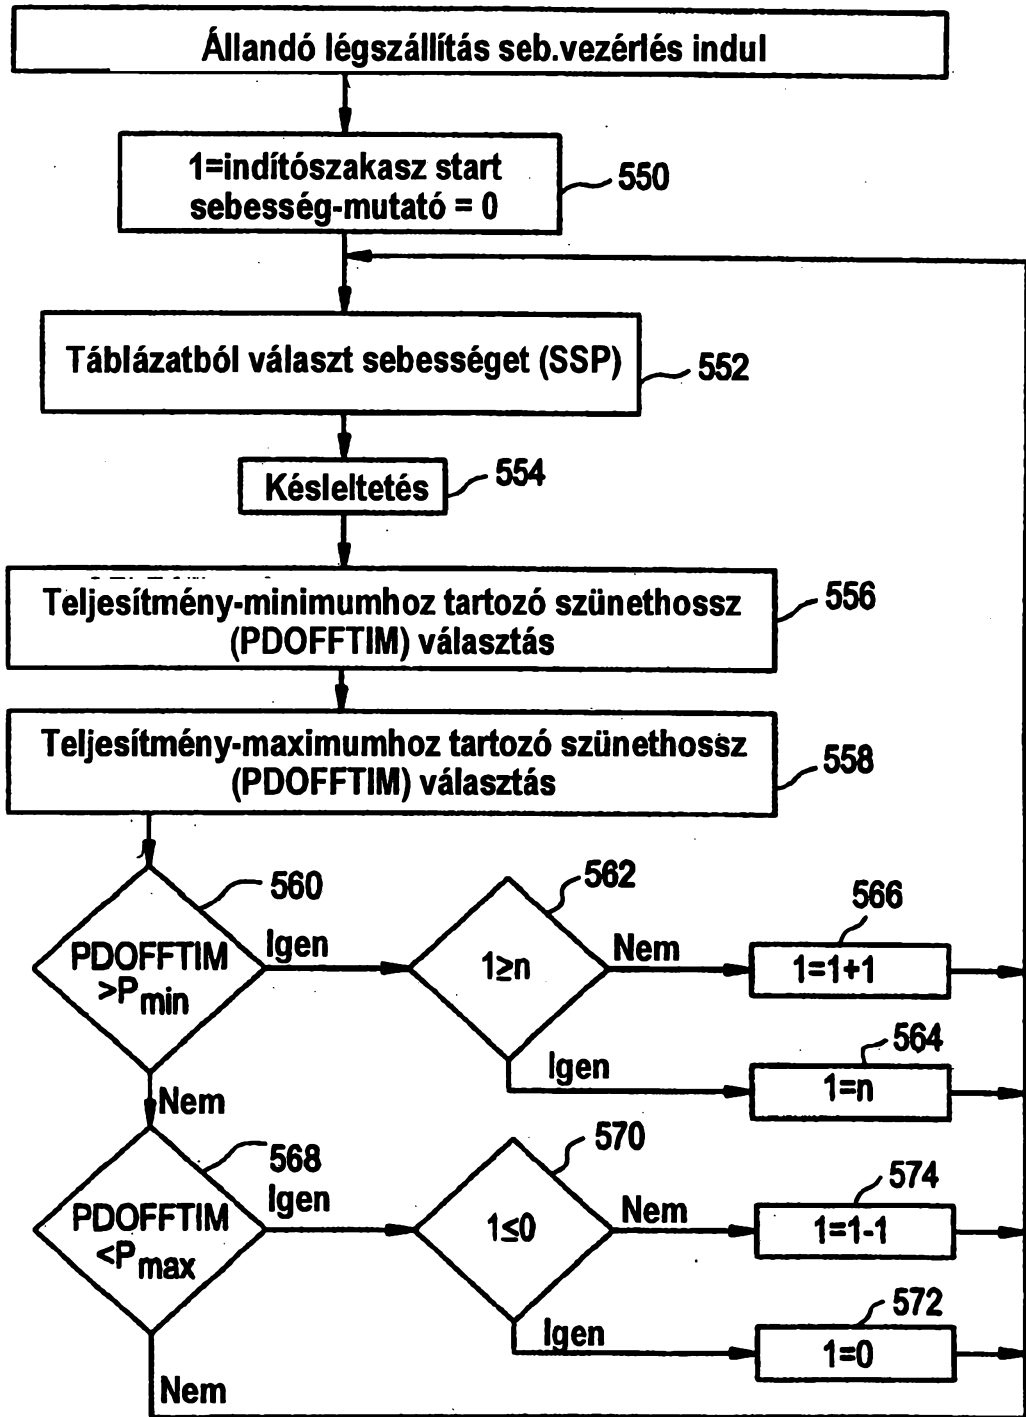 Állandó légszállítás seb.vezérlés indul
1=indítószakasz start
sebesség-mutató = 0
550
Táblázatból választ sebességet (SSP)
552
Késleltetés
554
Teljesítmény-minimumhoz tartozó szünethossz
(PDOFFTIM) választás
556
Teljesítmény-maximumhoz tartozó szünethossz
(PDOFFTIM) választás
558
560
PDOFFTIM
>Pmin
Igen
562
1≥n
Nem
566
1=1+1
Igen
564
1=n
Nem
568
PDOFFTIM
<Pmax
Igen
570
1≤0
Nem
574
1=1-1
Igen
572
1=0
Nem